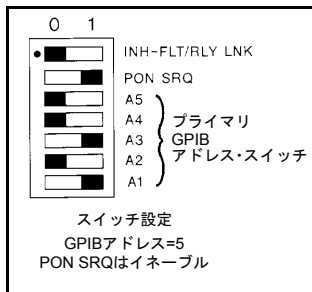 0 1
INH-FLT/RLY LNK
PON SRQ
A5
A4
A3
A2
A1
プライマリ
GPIB
アドレス・スイッチ
スイッチ設定
GPIBアドレス=5
PON SRQはイネーブル